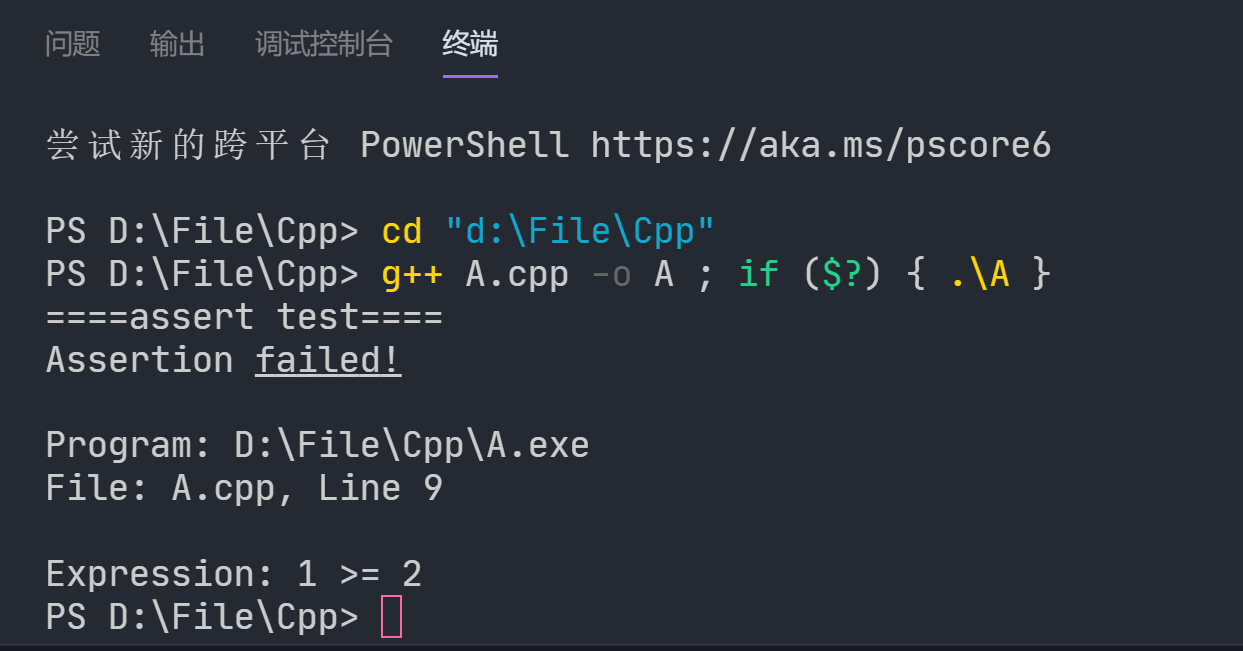 问题 输出 调试控制台 终端
尝试新的跨平台 PowerShell https://aka.ms/pscore6
PS D:\File\Cpp> cd "d:\File\Cpp"
PS D:\File\Cpp> g++ A.cpp -o A ; if ($?) { .\A }
====assert test====
Assertion failed!
Program: D:\File\Cpp\A.exe
File: A.cpp, Line 9
Expression: 1 >= 2
PS D:\File\Cpp>